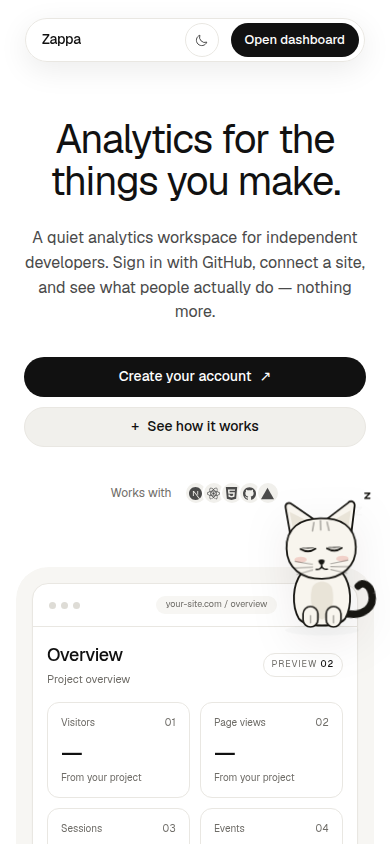 Zappa
Open dashboard
Analytics for the
things you make.
A quiet analytics workspace for independent
developers. Sign in with GitHub, connect a site,
and see what people actually do — nothing
more.
Create your account ↗
+ See how it works
Works with
N
5
z
your-site.com / overview
Overview
PREVIEW 02
Project overview
Visitors 01
Page views 02
—
—
From your project
From your project
Sessions 03
Events 04